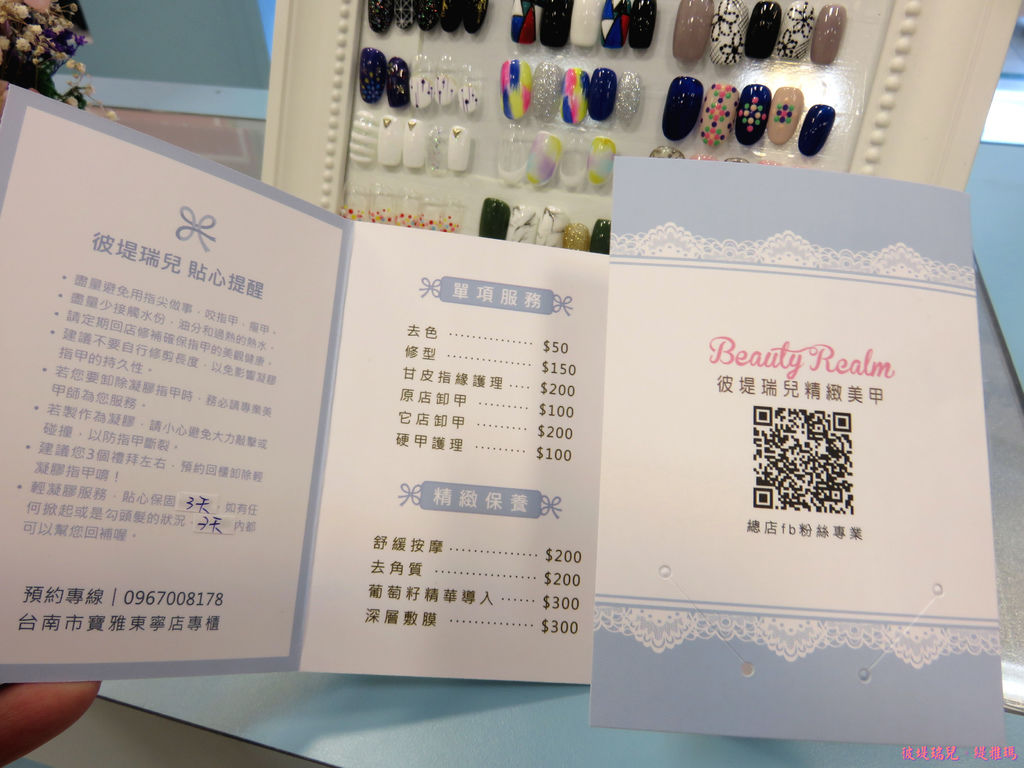 彼堤瑞兒 貼心提醒
• 盡量避免用指尖做事，咬指甲、摳甲。
• 盡量少接觸水份，油分和過熱的熱水。
• 請定期回店修補確保指甲的美觀健康。
• 建議不要自行修剪長度，以免影響凝膠
指甲的持久性。
• 若您要卸除凝膠指甲時，務必請專業美
甲師為您服務。
• 若製作為凝膠，請小心避免大力敲擊或
碰撞，以防指甲斷裂。
• 建議您3個禮拜左右，預約回櫃卸除輕
凝膠指甲唷！
• 輕凝膠服務，貼心保固 3天，如有任
何掀起或是勾頭髮的狀況，3天內都
可以幫您回補喔。
預約專線｜0967008178
台南市寶雅東寧店專櫃
單項服務
去色 ‥‥‥‥‥‥ $50
修型 ‥‥‥‥‥‥ $150
甘皮指緣護理 ‥‥ $200
原店卸甲 ‥‥‥‥ $100
它店卸甲 ‥‥‥‥ $200
硬甲護理 ‥‥‥‥ $100
精緻保養
舒緩按摩 ‥‥‥‥‥‥ $200
去角質 ‥‥‥‥‥‥ $200
葡萄籽精華導入 ‥‥‥ $300
深層敷膜 ‥‥‥‥‥‥ $300
Beauty Realm
彼堤瑞兒精緻美甲
總店fb粉絲專業
彼堤瑞兒 緹雅瑪